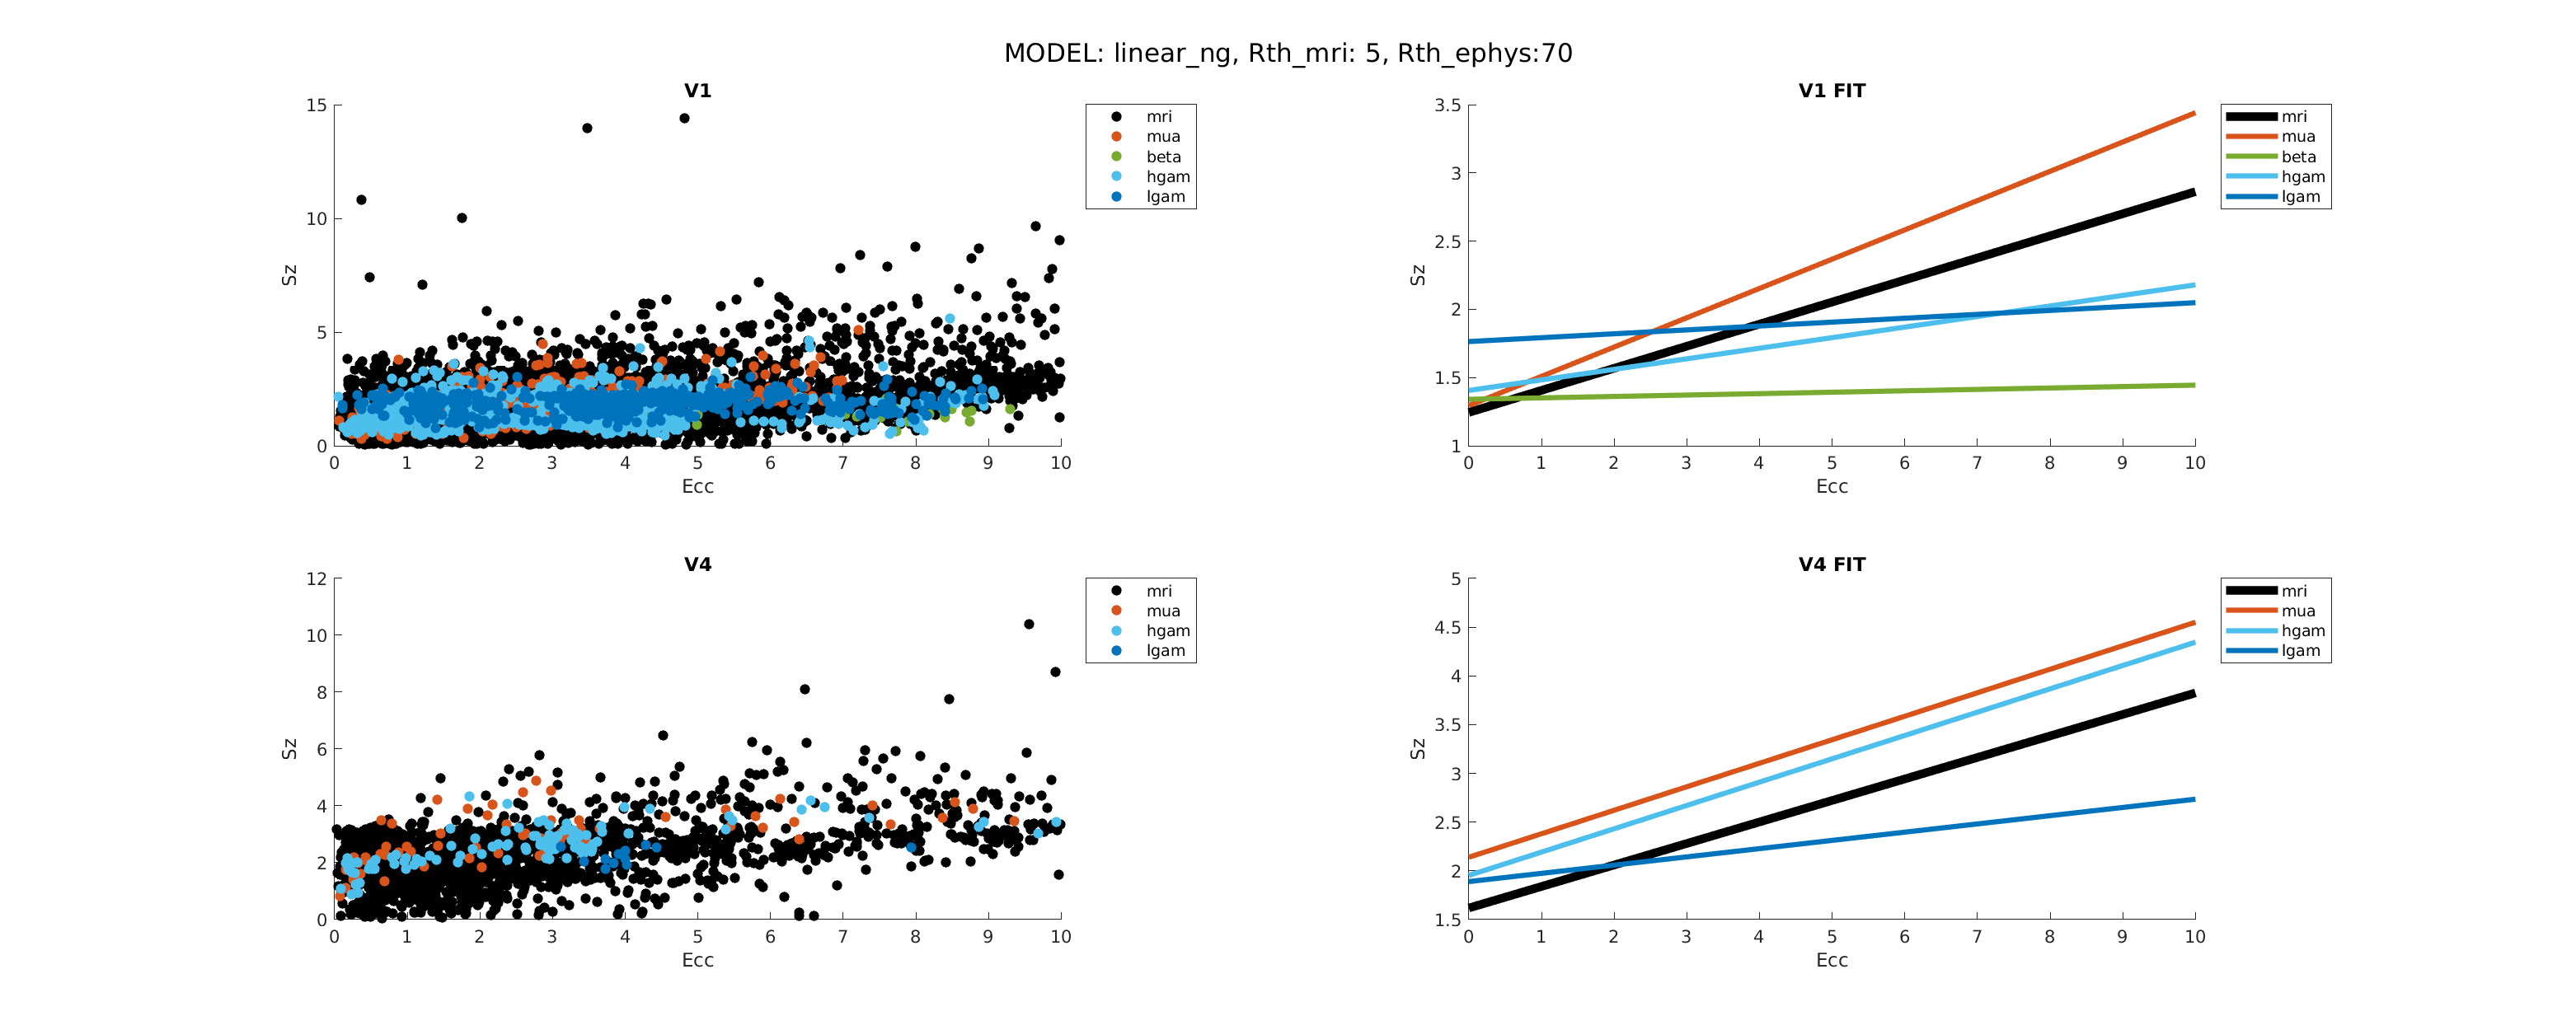 MODEL: linear_ng, Rth_mri: 5, Rth_ephys:70
V1
15
10
5
0
Sz
0 1 2 3 4 5 6 7 8 9 10
Ecc
mri
mua
beta
hgam
lgam
V1 FIT
3.5
3
2.5
2
1.5
1
Sz
0 1 2 3 4 5 6 7 8 9 10
Ecc
mri
mua
beta
hgam
lgam
V4
12
10
8
6
4
2
0
Sz
0 1 2 3 4 5 6 7 8 9 10
Ecc
mri
mua
hgam
lgam
V4 FIT
5
4.5
4
3.5
3
2.5
2
1.5
Sz
0 1 2 3 4 5 6 7 8 9 10
Ecc
mri
mua
hgam
lgam